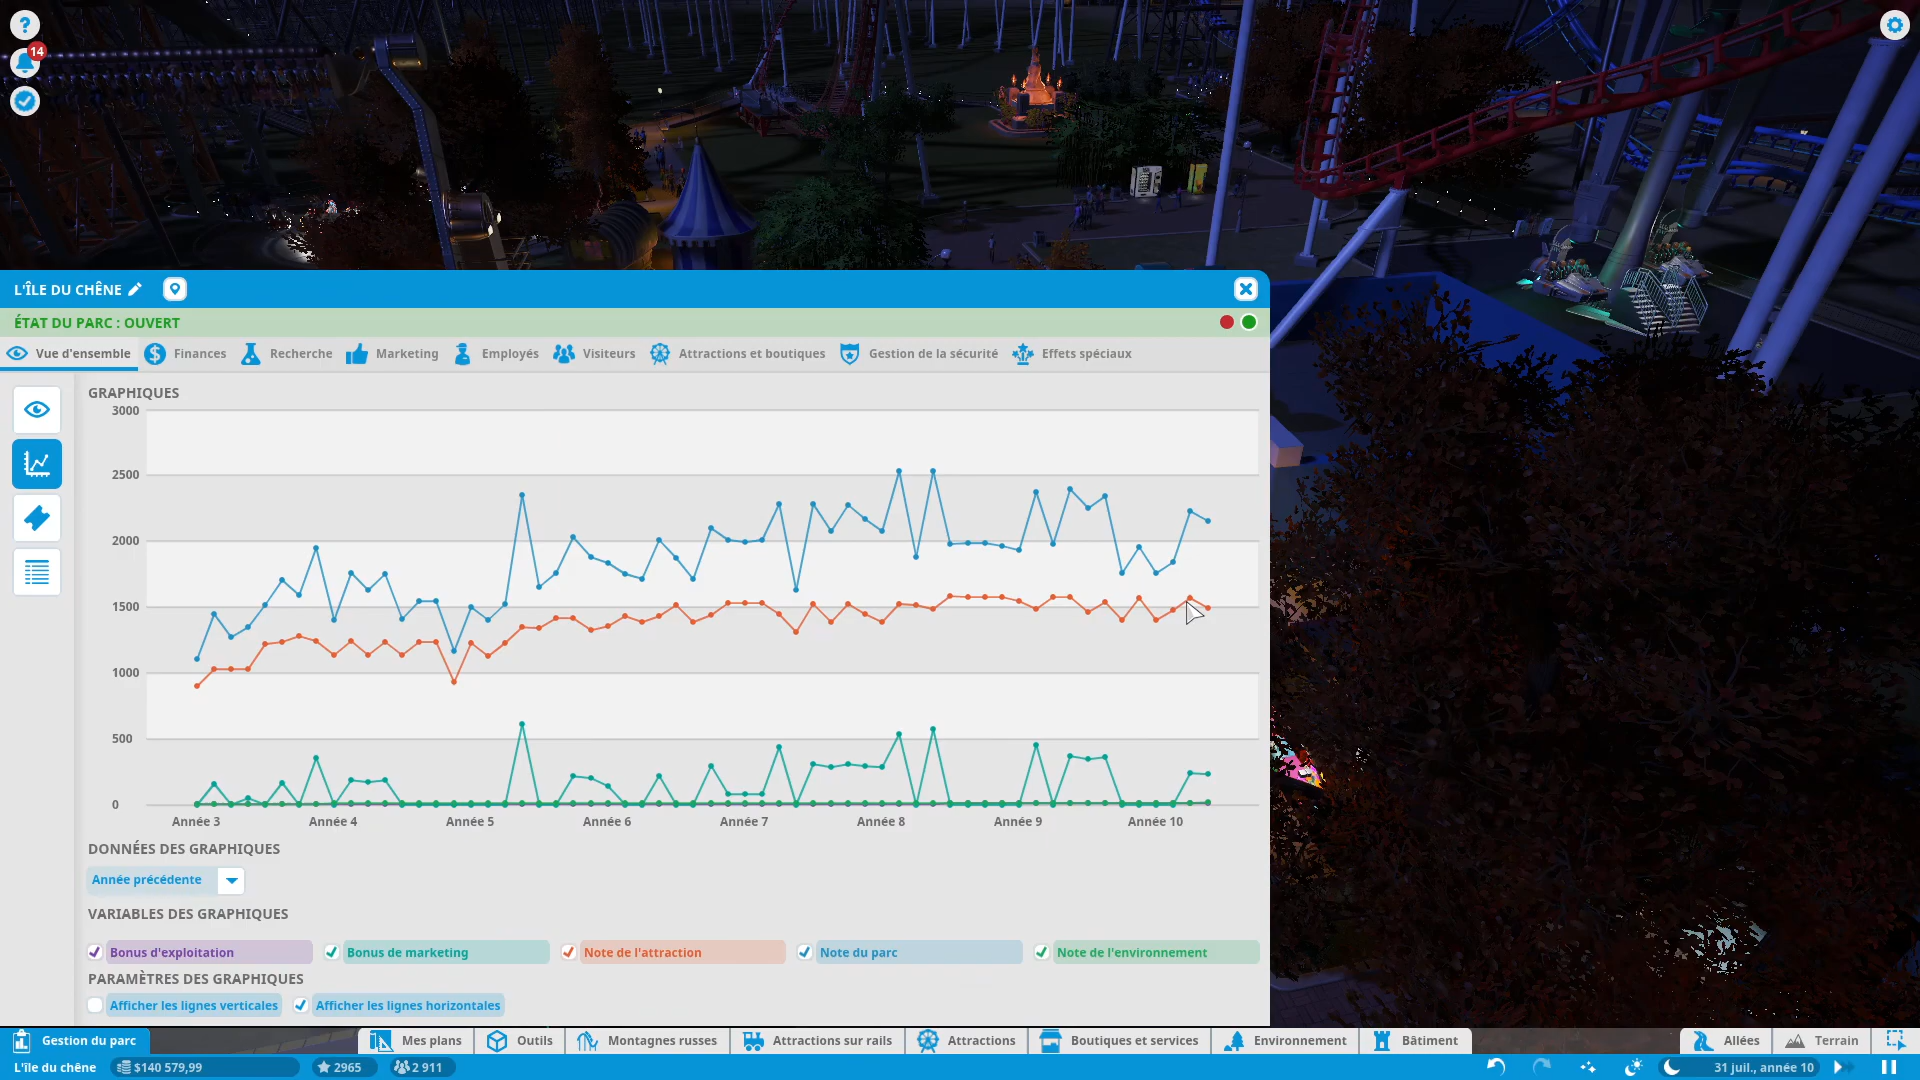 ?
14
L'ÎLE DU CHÊNE
ÉTAT DU PARC : OUVERT
Vue d'ensemble Finances Recherche Marketing Employés Visiteurs Attractions et boutiques Gestion de la sécurité Effets spéciaux
GRAPHIQUES
3000
2500
2000
1500
1000
500
0
Année 3 Année 4 Année 5 Année 6 Année 7 Année 8 Année 9 Année 10
DONNÉES DES GRAPHIQUES
Année précédente
VARIABLES DES GRAPHIQUES
Bonus d'exploitation Bonus de marketing Note de l'attraction Note du parc Note de l'environnement
PARAMÈTRES DES GRAPHIQUES
Afficher les lignes verticales Afficher les lignes horizontales
Gestion du parc Mes plans Outils Montagnes russes Attractions sur rails Attractions Boutiques et services Environnement Bâtiment Allées Terrain
L'île du chêne $140 579,99 2965 2 911 31 juil., année 10